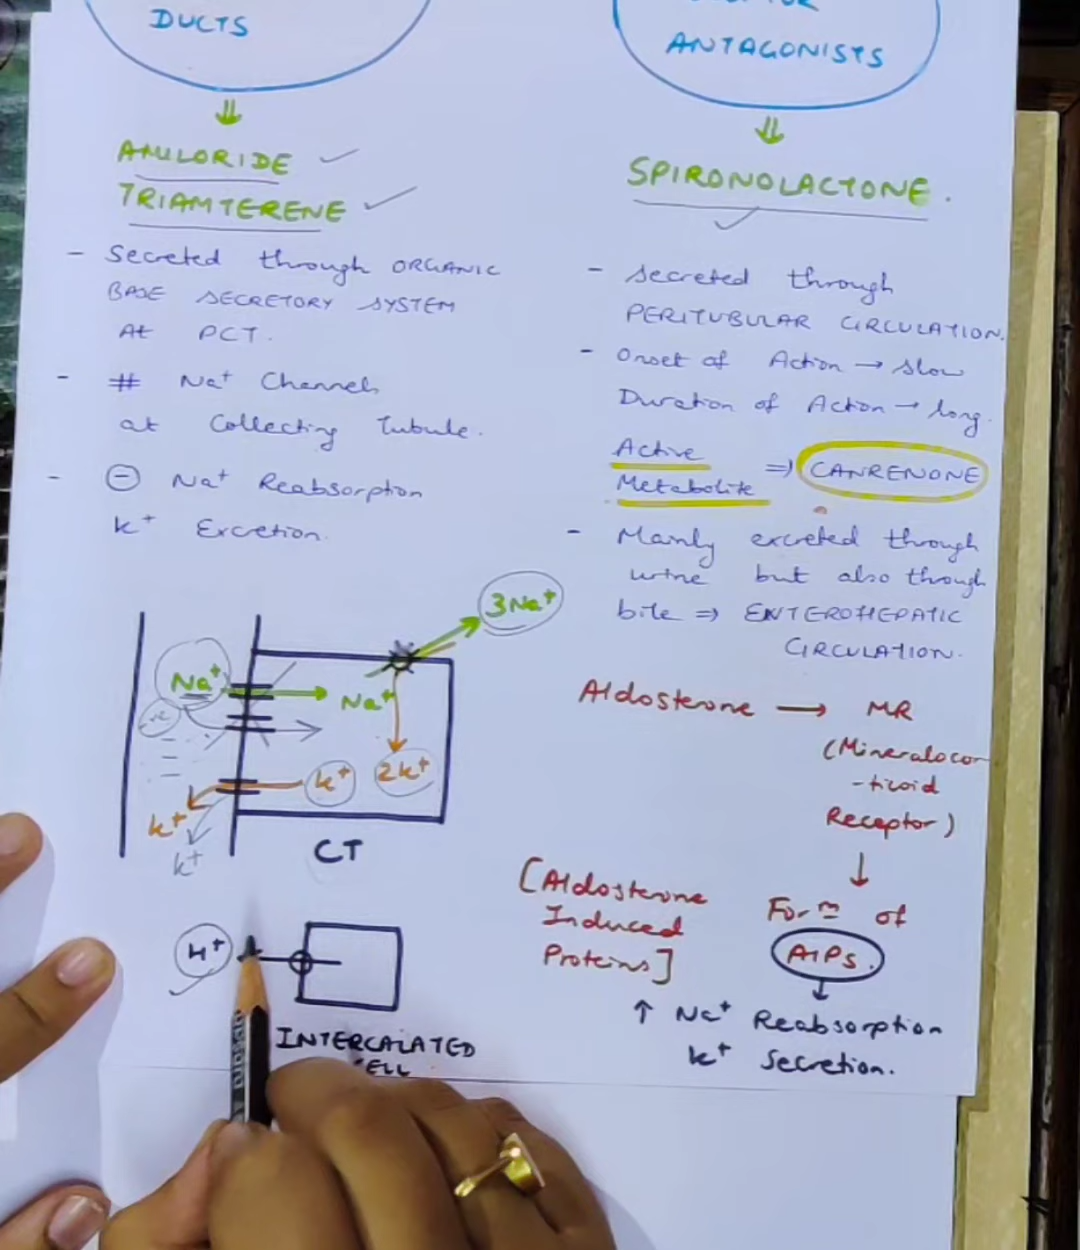 DUCTS
AMILORIDE
TRIAMTERENE
- Secreted through ORGANIC
BASE SECRETORY SYSTEM
At PCT.
- # Na+ Channels
at Collecting Tubule.
- ⊖ Na+ Reabsorption
K+ Excretion.
3Na+
Na+
Na+
-ve
K+
2K+
K+
K+
CT
H+
INTERCALATED
CELL
ANTAGONISTS
SPIRONOLACTONE.
- Secreted through
PERITUBULAR CIRCULATION.
- Onset of Action → slow
Duration of Action → long.
Active
Metabolite ⇒ CANRENONE
- Mainly excreted through
urine but also through
bile ⇒ ENTEROHEPATIC
CIRCULATION.
Aldosterone → MR
(Mineralocor
-ticoid
Receptor)
↓
Form of
AIPs.
[Aldosterone
Induced
Proteins]
↓
↑ Na+ Reabsorption
K+ Secretion.